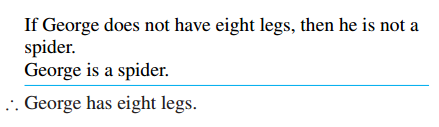 If George does not have eight legs, then he is not a
spider.
George is a spider.
∴ George has eight legs.